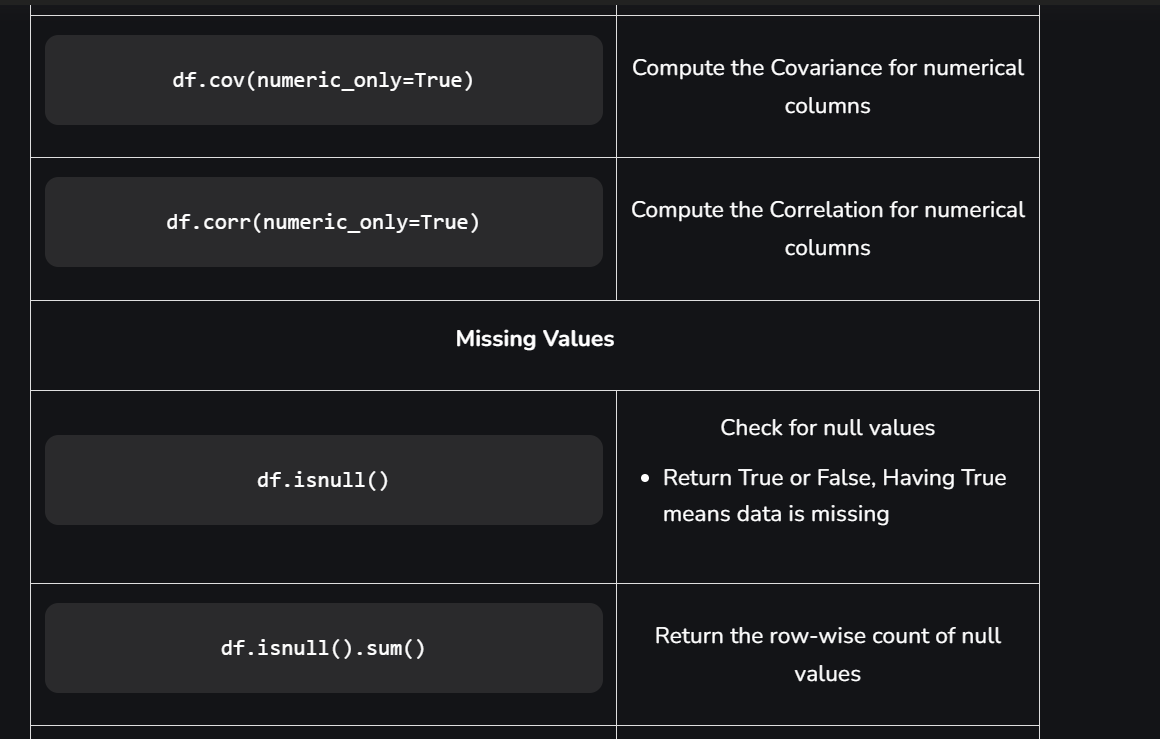 df.cov(numeric_only=True)
Compute the Covariance for numerical
columns
df.corr(numeric_only=True)
Compute the Correlation for numerical
columns
Missing Values
df.isnull()
Check for null values
• Return True or False, Having True
means data is missing
df.isnull().sum()
Return the row-wise count of null
values